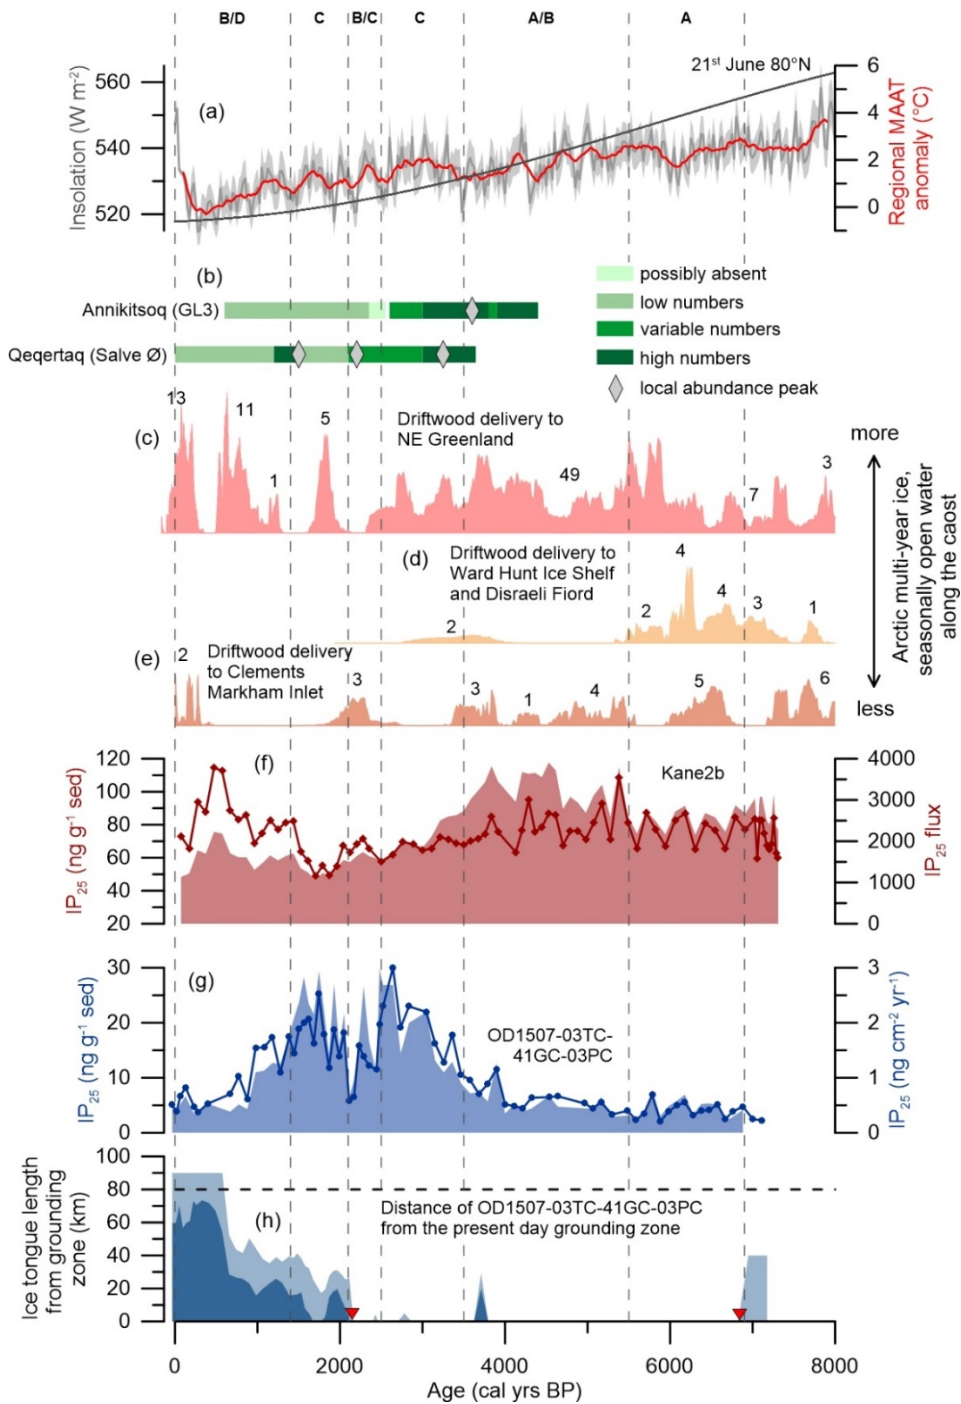 B/D C B/C C A/B A
21st June 80°N
560
540
520
Insolation (W m-2)
(a)
6
4
2
0
Regional MAAT
anomaly (°C)
(b)
possibly absent
low numbers
variable numbers
high numbers
local abundance peak
Annikitsoq (GL3)
Qeqertaq (Salve Ø)
(c)
13
11
1
5
Driftwood delivery to
NE Greenland
49
7
3
more
Arctic multi-year ice,
seasonally open water
along the caost
less
(d)
Driftwood delivery to
Ward Hunt Ice Shelf
and Disraeli Fiord
2
2
4
4
3
1
(e)
2
Driftwood delivery
to Clements
Markham Inlet
3
3
1
4
5
6
(f)
Kane2b
120
100
80
60
40
20
IP25 (ng g-1 sed)
4000
3000
2000
1000
0
IP25 flux
(g)
OD1507-03TC-
41GC-03PC
30
20
10
0
IP25 (ng g-1 sed)
3
2
1
0
IP25 (ng cm-2 yr-1)
(h)
Distance of OD1507-03TC-41GC-03PC
from the present day grounding zone
100
80
60
40
20
0
Ice tongue length
from grounding
zone (km)
0 2000 4000 6000 8000
Age (cal yrs BP)